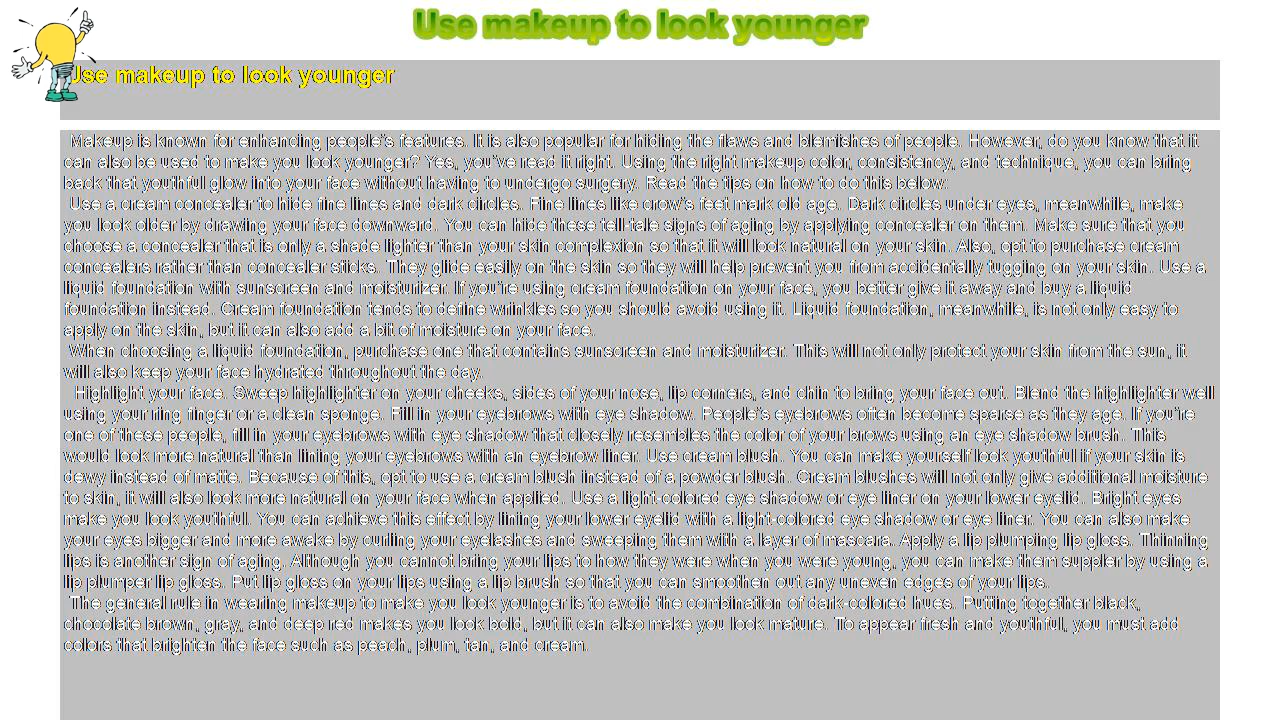 Use makeup to look younger
Use makeup to look younger
Makeup is known for enhancing people's features. It is also popular for hiding the flaws and blemishes of people. However, do you know that it
can also be used to make you look younger? Yes, you've read it right. Using the right makeup color, consistency, and technique, you can bring
back that youthful glow into your face without having to undergo surgery. Read the tips on how to do this below:
Use a cream concealer to hide fine lines and dark circles. Fine lines like crow's feet mark old age. Dark circles under eyes, meanwhile, make
you look older by drawing your face downward. You can hide these tell-tale signs of aging by applying concealer on them. Make sure that you
choose a concealer that is only a shade lighter than your skin complexion so that it will look natural on your skin. Also, opt to purchase cream
concealers rather than concealer sticks. They glide easily on the skin so they will help prevent you from accidentally tugging on your skin. Use a
liquid foundation with sunscreen and moisturizer. If you're using cream foundation on your face, you better give it away and buy a liquid
foundation instead. Cream foundation tends to define wrinkles so you should avoid using it. Liquid foundation, meanwhile, is not only easy to
apply on the skin, but it can also add a bit of moisture on your face.
When choosing a liquid foundation, purchase one that contains sunscreen and moisturizer. This will not only protect your skin from the sun, it
will also keep your face hydrated throughout the day.
Highlight your face. Sweep highlighter on your cheeks, sides of your nose, lip corners, and chin to bring your face out. Blend the highlighter well
using your ring finger or a clean sponge. Fill in your eyebrows with eye shadow. People's eyebrows often become sparse as they age. If you're
one of these people, fill in your eyebrows with eye shadow that closely resembles the color of your brows using an eye shadow brush. This
would look more natural than lining your eyebrows with an eyebrow liner. Use cream blush. You can make yourself look youthful if your skin is
dewy instead of matte. Because of this, opt to use a cream blush instead of a powder blush. Cream blushes will not only give additional moisture
to skin, it will also look more natural on your face when applied. Use a light-colored eye shadow or eye liner on your lower eyelid. Bright eyes
make you look youthful. You can achieve this effect by lining your lower eyelid with a light-colored eye shadow or eye liner. You can also make
your eyes bigger and more awake by curling your eyelashes and sweeping them with a layer of mascara. Apply a lip plumping lip gloss. Thinning
lips is another sign of aging. Although you cannot bring your lips to how they were when you were young, you can make them suppler by using a
lip plumper lip gloss. Put lip gloss on your lips using a lip brush so that you can smoothen out any uneven edges of your lips.
The general rule in wearing makeup to make you look younger is to avoid the combination of dark-colored hues. Putting together black,
chocolate brown, gray, and deep red makes you look bold, but it can also make you look mature. To appear fresh and youthful, you must add
colors that brighten the face such as peach, plum, tan, and cream.